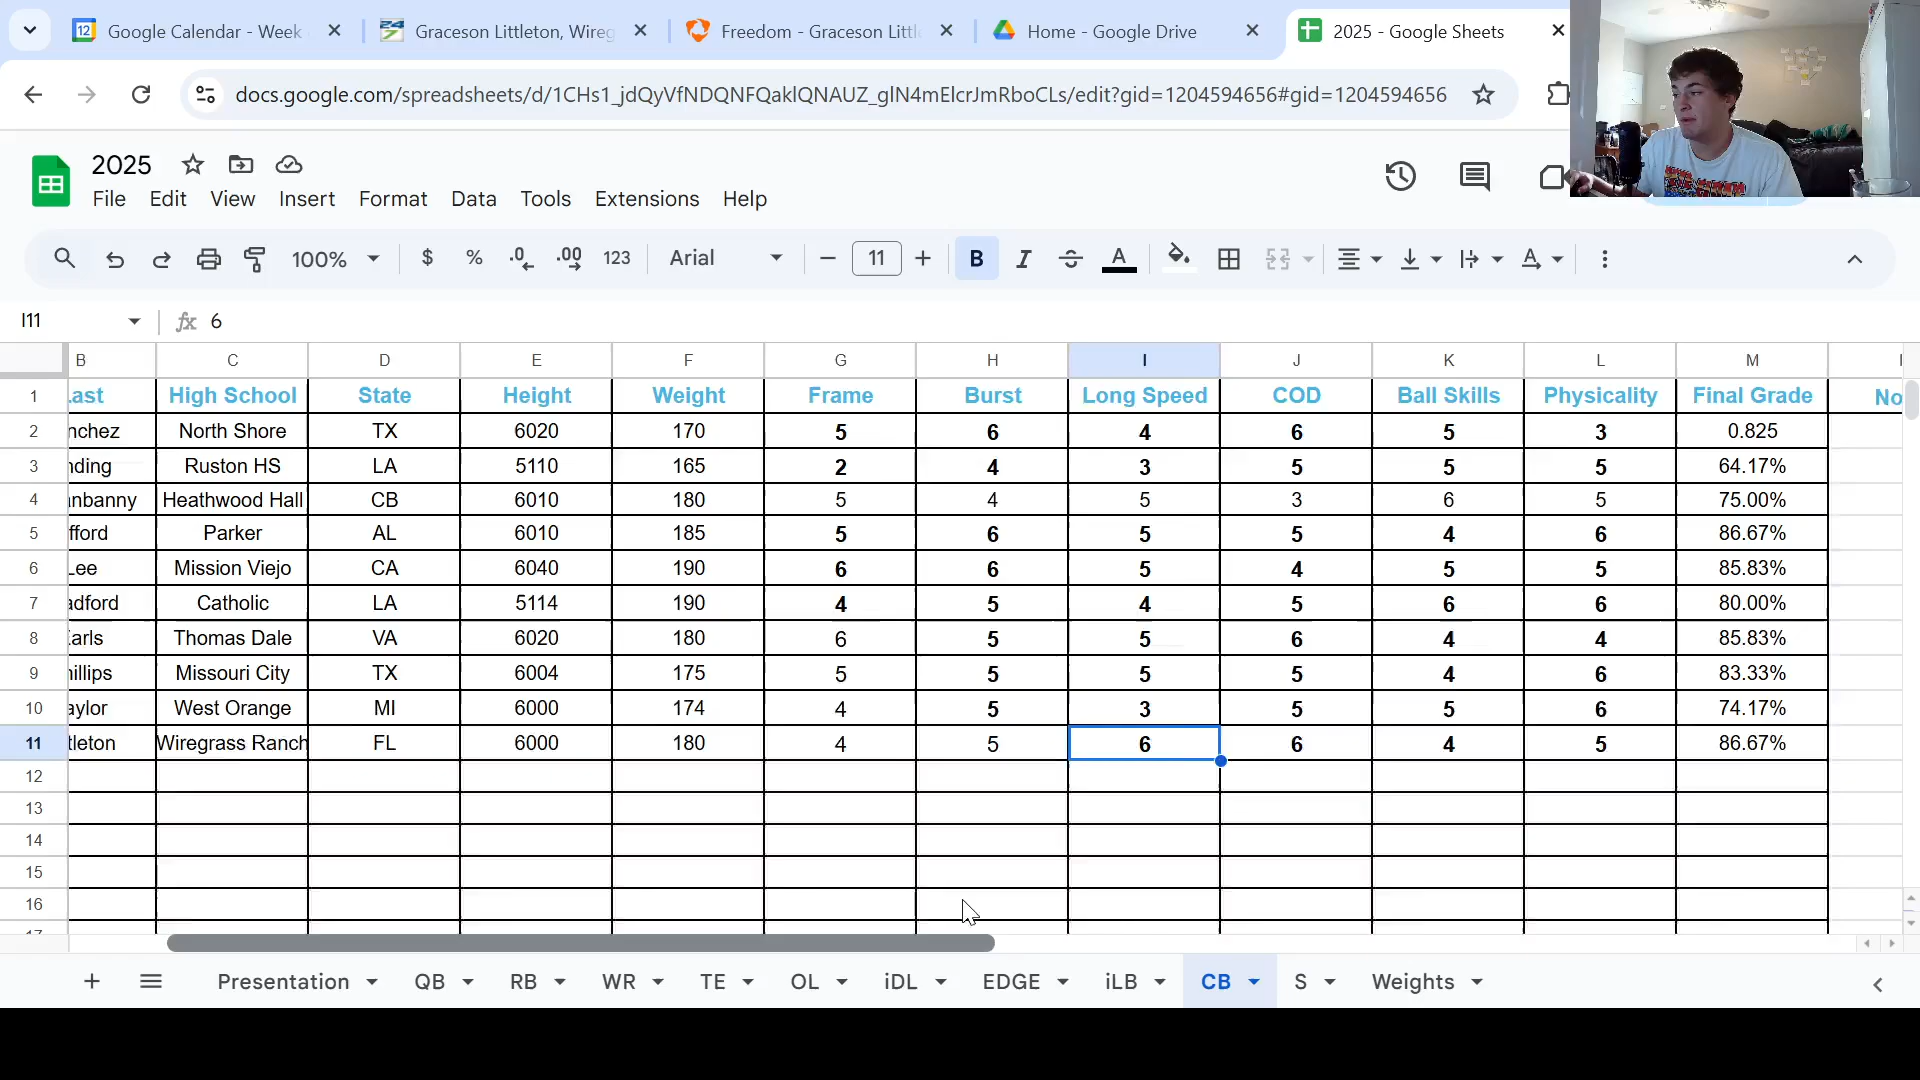 12 Google Calendar - Week
Graceson Littleton, Wireg
Freedom - Graceson Littl
Home - Google Drive
2025 - Google Sheets
docs.google.com/spreadsheets/d/1CHs1_jdQyVfNDQNFQaklQNAUZ_glN4mElcrJmRboCLs/edit?gid=1204594656#gid=1204594656
2025
File Edit View Insert Format Data Tools Extensions Help
100% $ % .0 .00 123 Arial − 11 + B I S A A
I11 fx 6
B C D E F G H I J K L M
1 Last High School State Height Weight Frame Burst Long Speed COD Ball Skills Physicality Final Grade No
2 nchez North Shore TX 6020 170 5 6 4 6 5 3 0.825
3 nding Ruston HS LA 5110 165 2 4 3 5 5 5 64.17%
4 nbanny Heathwood Hall CB 6010 180 5 4 5 3 6 5 75.00%
5 fford Parker AL 6010 185 5 6 5 5 4 6 86.67%
6 Lee Mission Viejo CA 6040 190 6 6 5 4 5 5 85.83%
7 adford Catholic LA 5114 190 4 5 4 5 6 6 80.00%
8 arls Thomas Dale VA 6020 180 6 5 5 6 4 4 85.83%
9 hillips Missouri City TX 6004 175 5 5 5 5 4 6 83.33%
10 aylor West Orange MI 6000 174 4 5 3 5 5 6 74.17%
11 tleton Wiregrass Ranch FL 6000 180 4 5 6 6 4 5 86.67%
12
13
14
15
16
17
+ Presentation QB RB WR TE OL iDL EDGE iLB CB S Weights